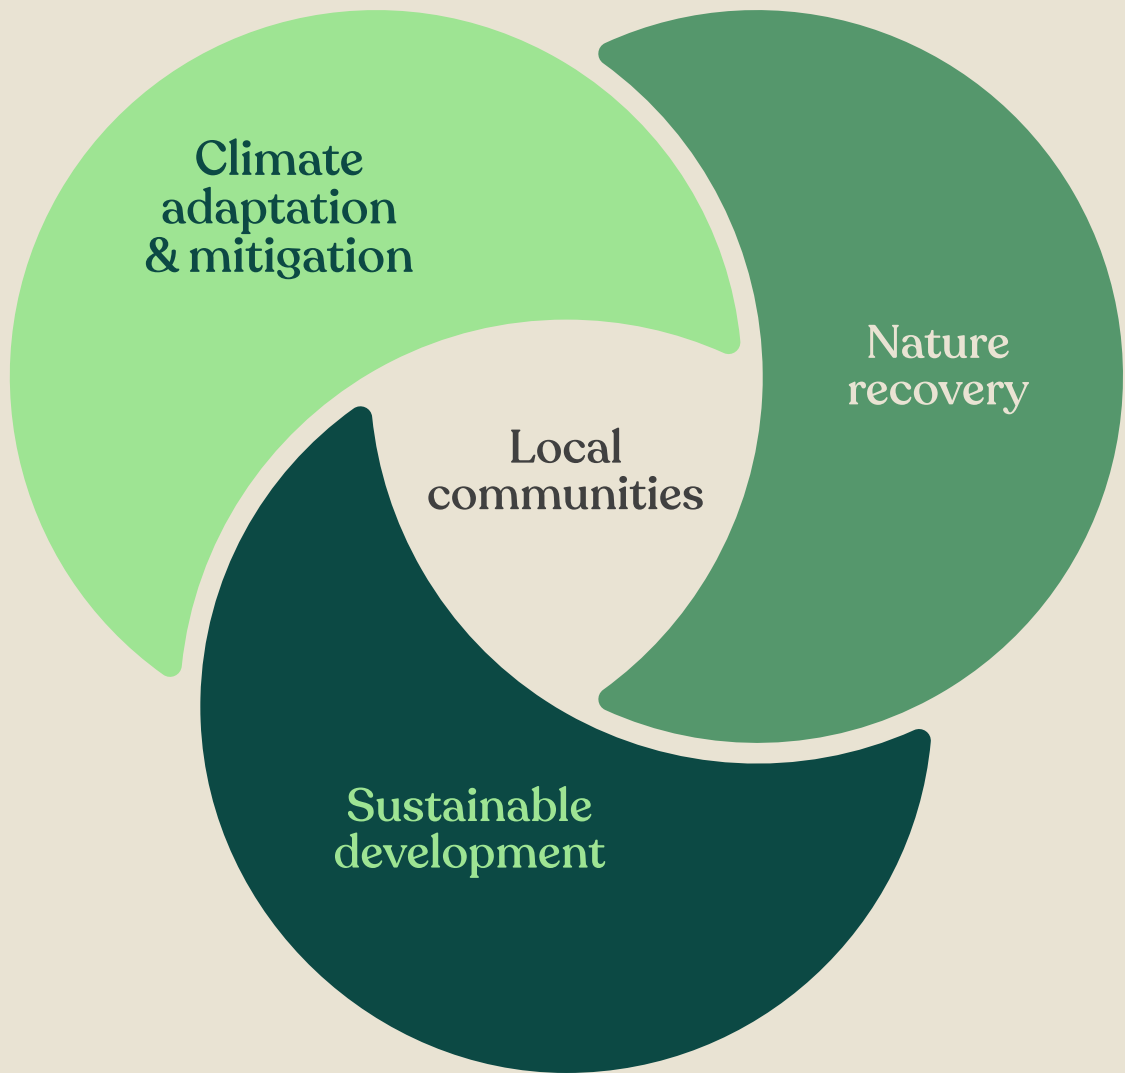 Climate
adaptation
& mitigation
Nature
recovery
Local
communities
Sustainable
development